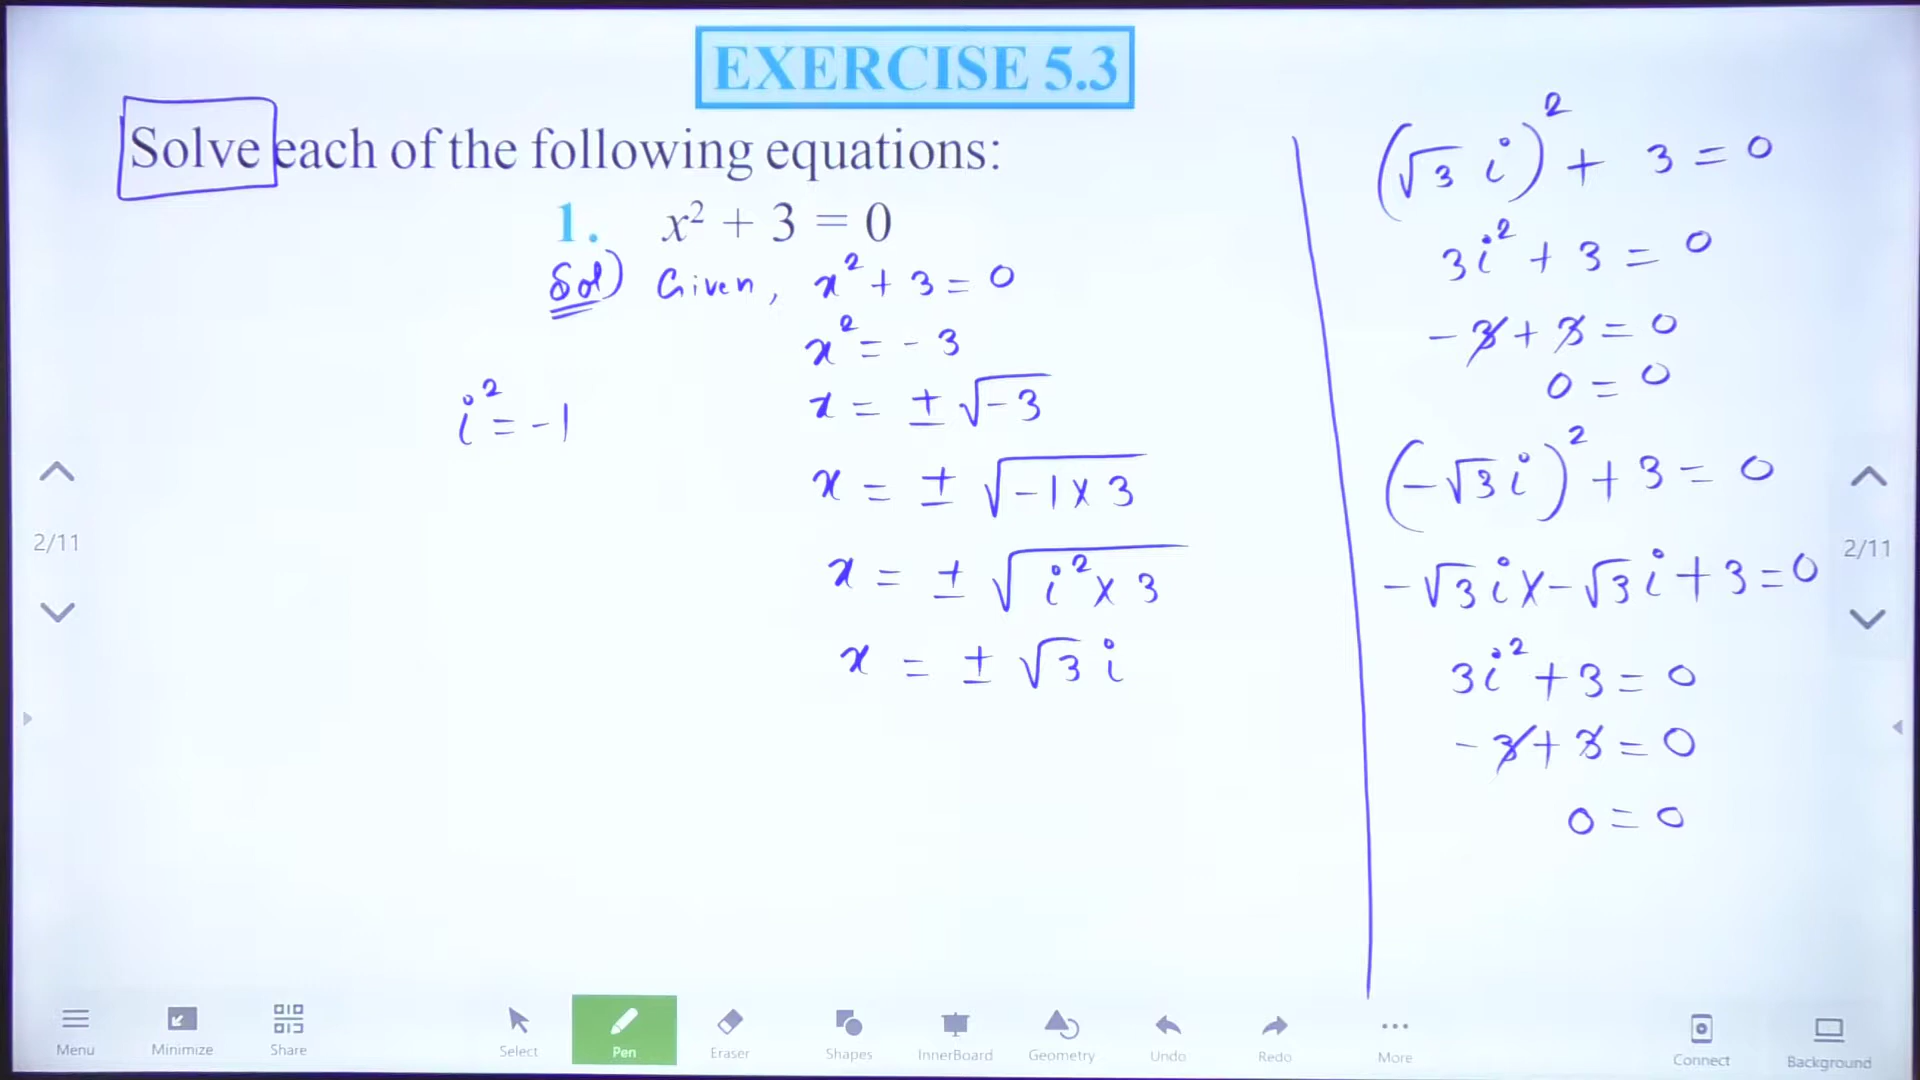 EXERCISE 5.3
Solve each of the following equations:
1. x² + 3 = 0
Sol) Given, x² + 3 = 0
x² = - 3
i² = -1
x = ± √-3
x = ± √-1 × 3
x = ± √i² × 3
x = ± √3 i
(√3 i)² + 3 = 0
3i² + 3 = 0
- 3 + 3 = 0
0 = 0
(-√3 i)² + 3 = 0
-√3 i × -√3 i + 3 = 0
3i² + 3 = 0
- 3 + 3 = 0
0 = 0
2/11
2/11
Menu
Minimize
Share
Select
Pen
Eraser
Shapes
InnerBoard
Geometry
Undo
Redo
More
Connect
Background